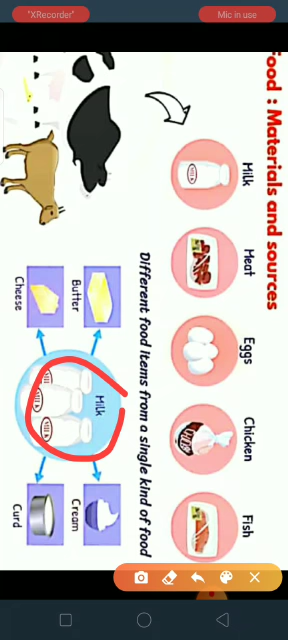 "XRecorder"
Mic in use
Food : Materials and sources
Milk
Meat
Eggs
Chicken
Fish
Different food items from a single kind of food
Butter
Cheese
Milk
Cream
Curd